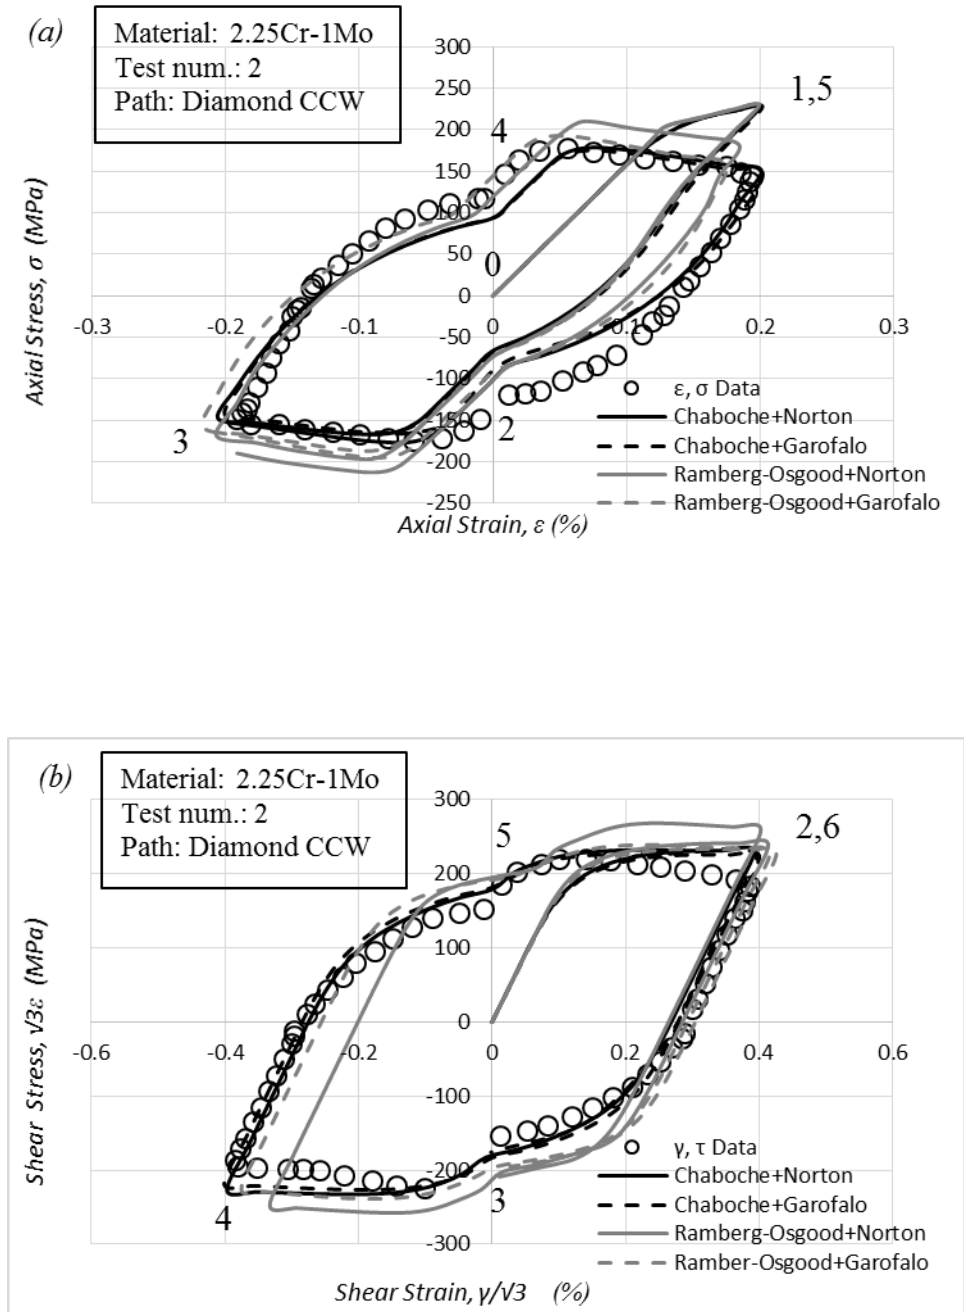 (a)
Material: 2.25Cr-1Mo
Test num.: 2
Path: Diamond CCW
300
250
200
150
100
50
0
-50
-100
-150
-200
-250
-0.3
-0.2
-0.1
0
0.1
0.2
0.3
1,5
4
0
3
2
Axial Stress, σ (MPa)
Axial Strain, ε (%)
ε, σ Data
Chaboche+Norton
Chaboche+Garofalo
Ramberg-Osgood+Norton
Ramberg-Osgood+Garofalo
(b)
Material: 2.25Cr-1Mo
Test num.: 2
Path: Diamond CCW
300
200
100
0
-100
-200
-300
-0.6
-0.4
-0.2
0
0.2
0.4
0.6
5
2,6
4
3
Shear Stress, √3ε (MPa)
Shear Strain, γ/√3 (%)
γ, τ Data
Chaboche+Norton
Chaboche+Garofalo
Ramberg-Osgood+Norton
Ramber-Osgood+Garofalo